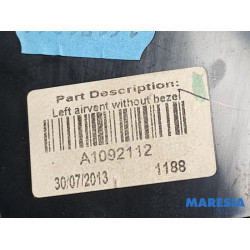 Part Description:
Left airvent without bezel
A1092112
30/07/2013 1188
MARESIA